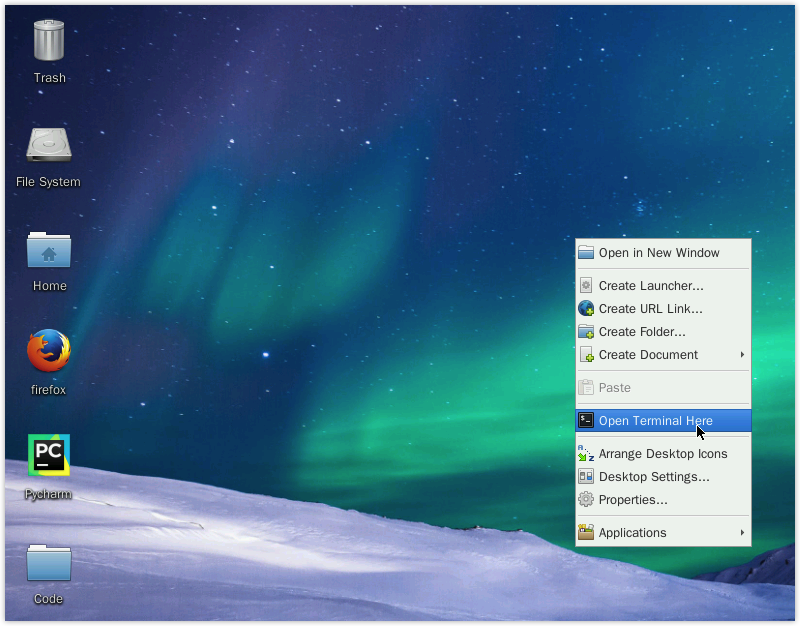 Trash
File System
Home
firefox
PC
Pycharm
Code
Open in New Window
Create Launcher...
Create URL Link...
Create Folder...
Create Document
Paste
Open Terminal Here
Arrange Desktop Icons
Desktop Settings...
Properties...
Applications